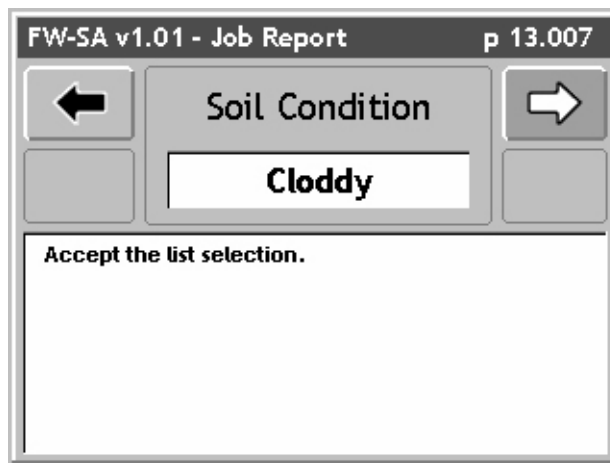 FW-SA v1.01 - Job Report p 13.007
Soil Condition
Cloddy
Accept the list selection.